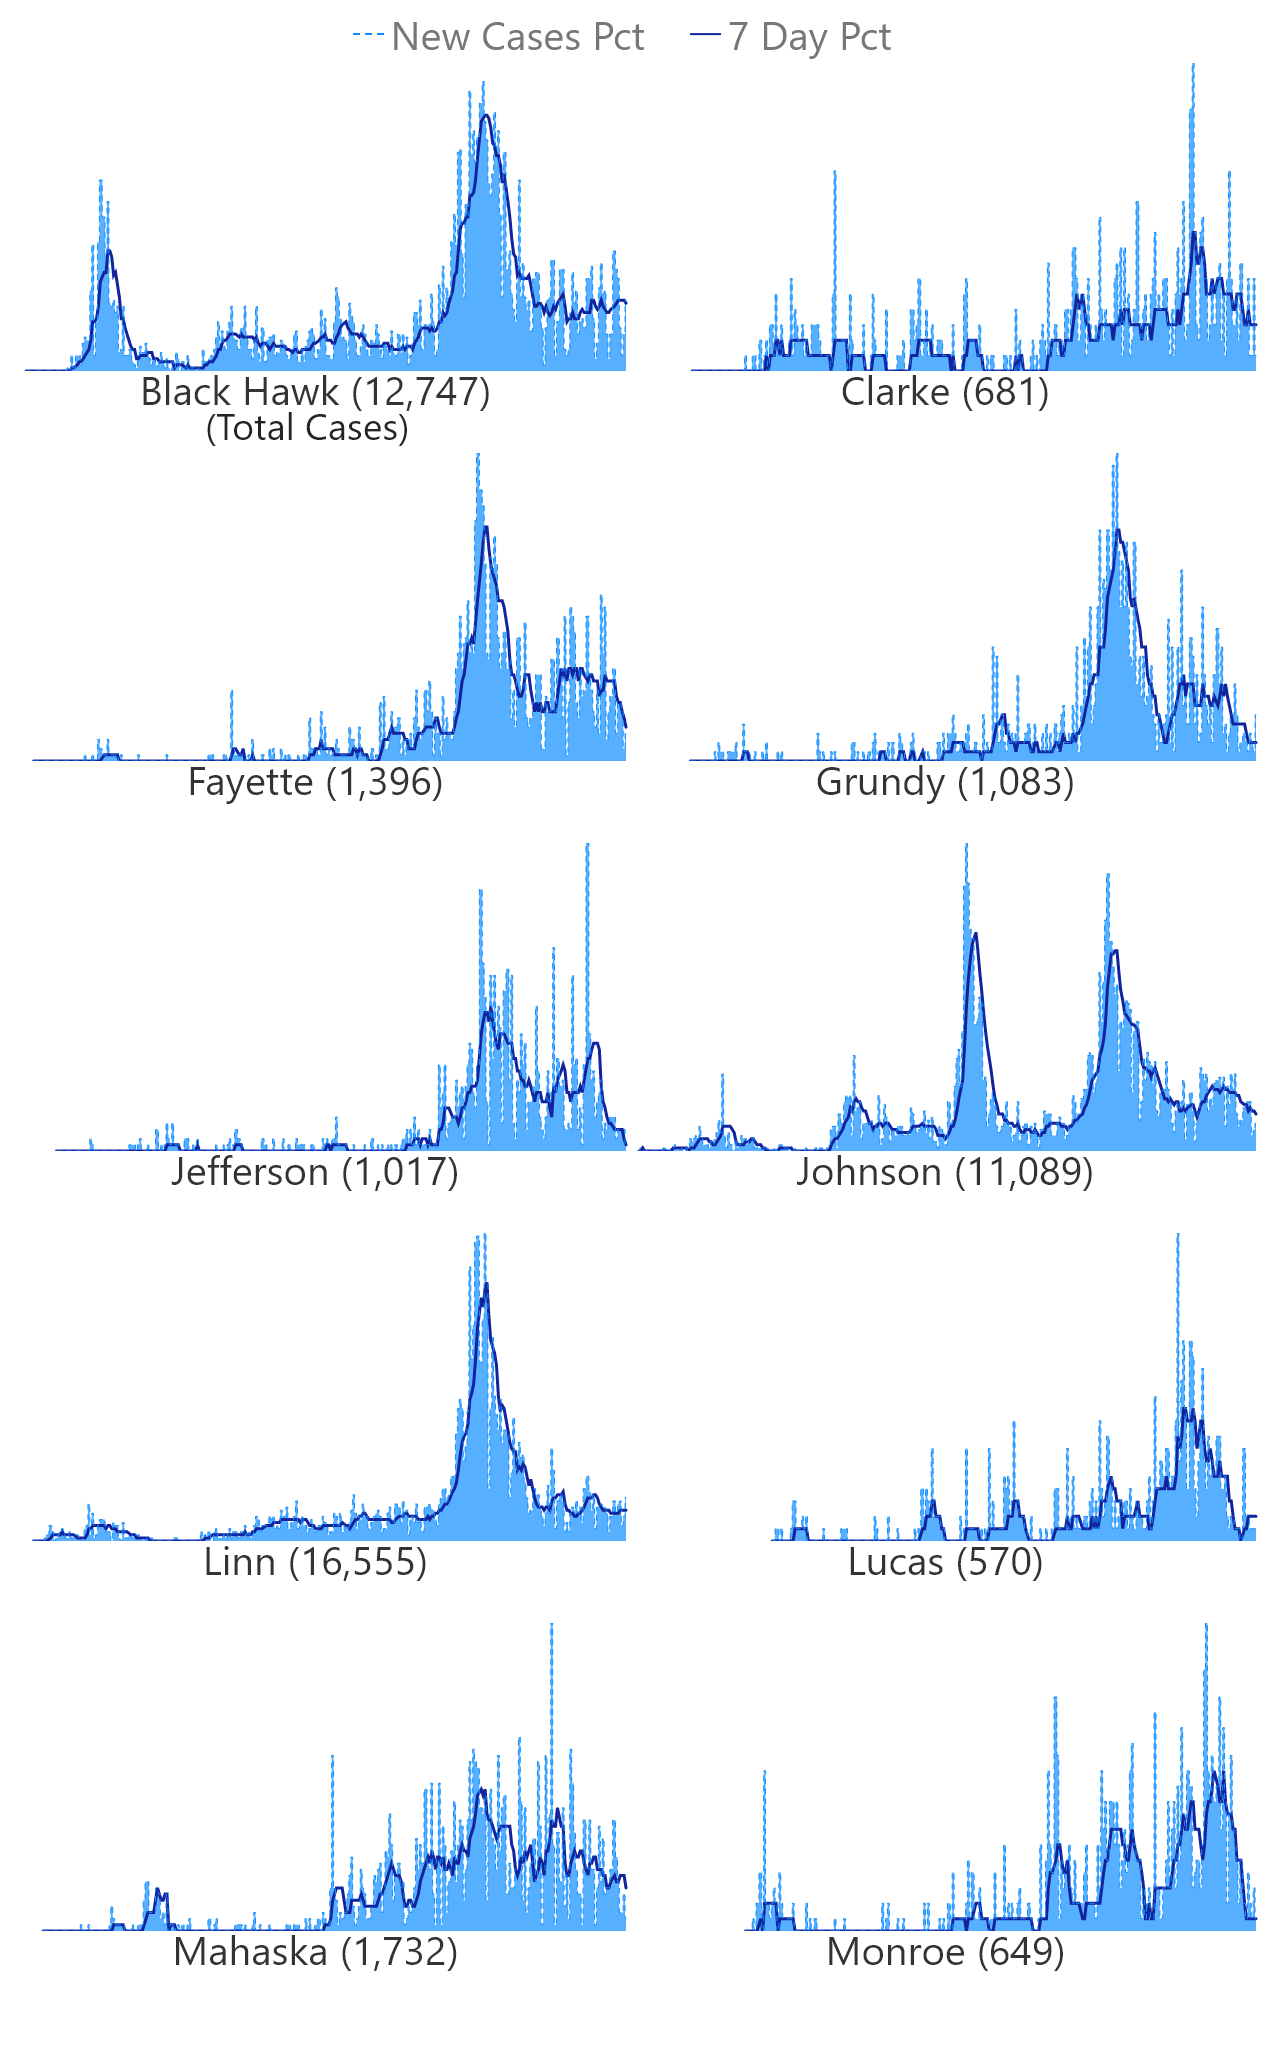 New Cases Pct 7 Day Pct
Black Hawk (12,747) Clarke (681)
(Total Cases)
Fayette (1,396) Grundy (1,083)
Jefferson (1,017) Johnson (11,089)
Linn (16,555) Lucas (570)
Mahaska (1,732) Monroe (649)